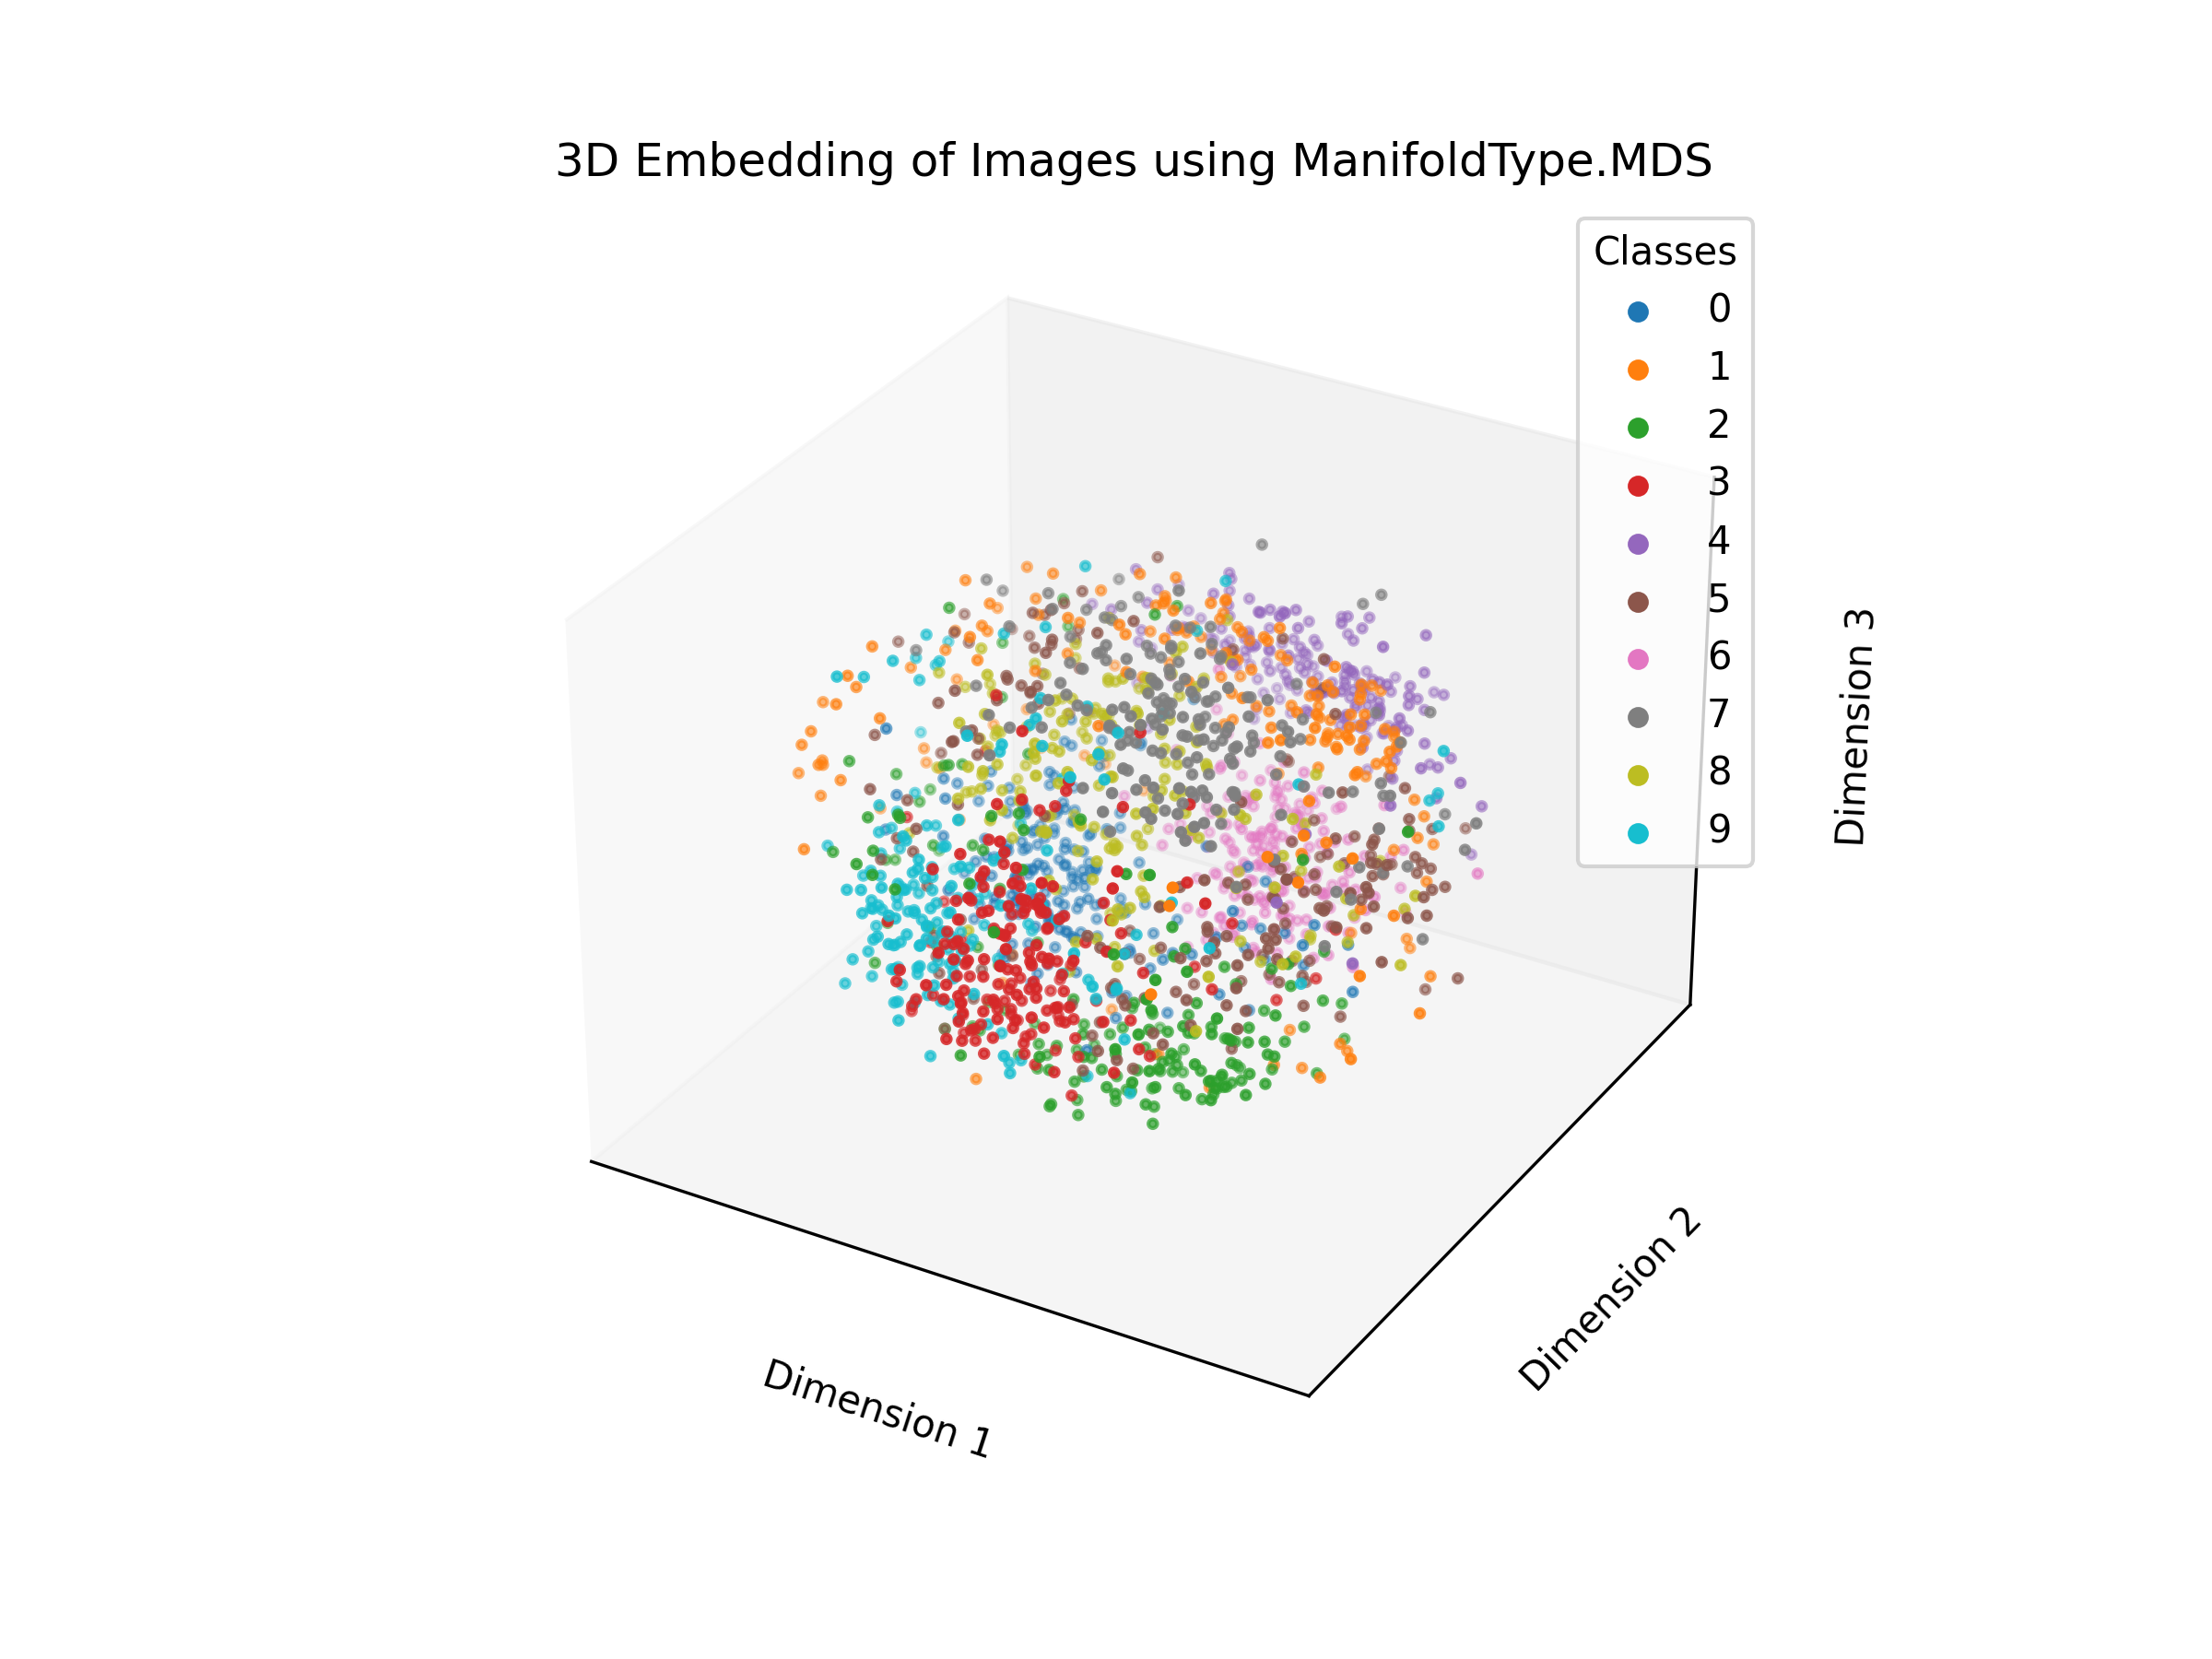 3D Embedding of Images using ManifoldType.MDS
Classes
0
1
2
3
4
5
6
7
8
9
Dimension 3
Dimension 2
Dimension 1